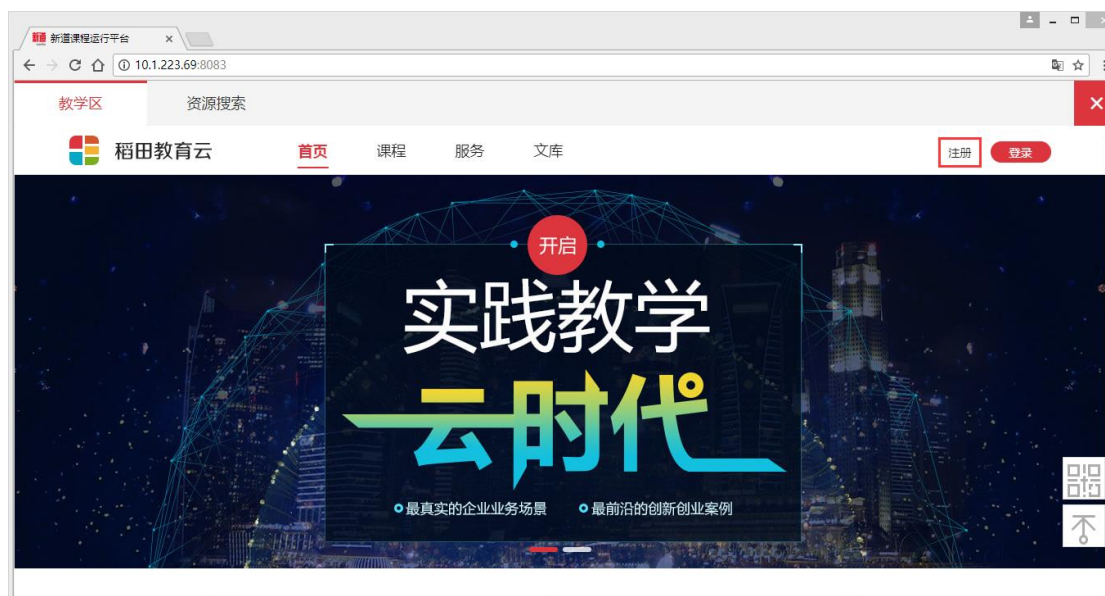 新道课程运行平台
10.1.223.69:8083
教学区 资源搜索
稻田教育云 首页 课程 服务 文库 注册 登录
开启
实践教学
云时代
最真实的企业业务场景 最前沿的创新创业案例